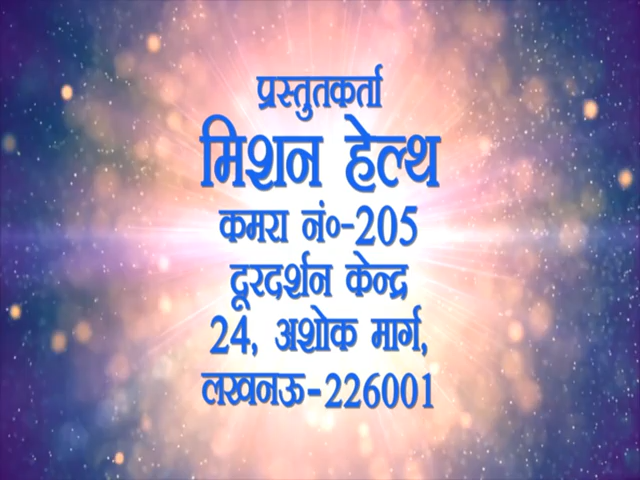 प्रस्तुतकर्ता
मिशन हेल्थ
कमरा नं०-205
दूरदर्शन केन्द्र
24, अशोक मार्ग,
लखनऊ-226001